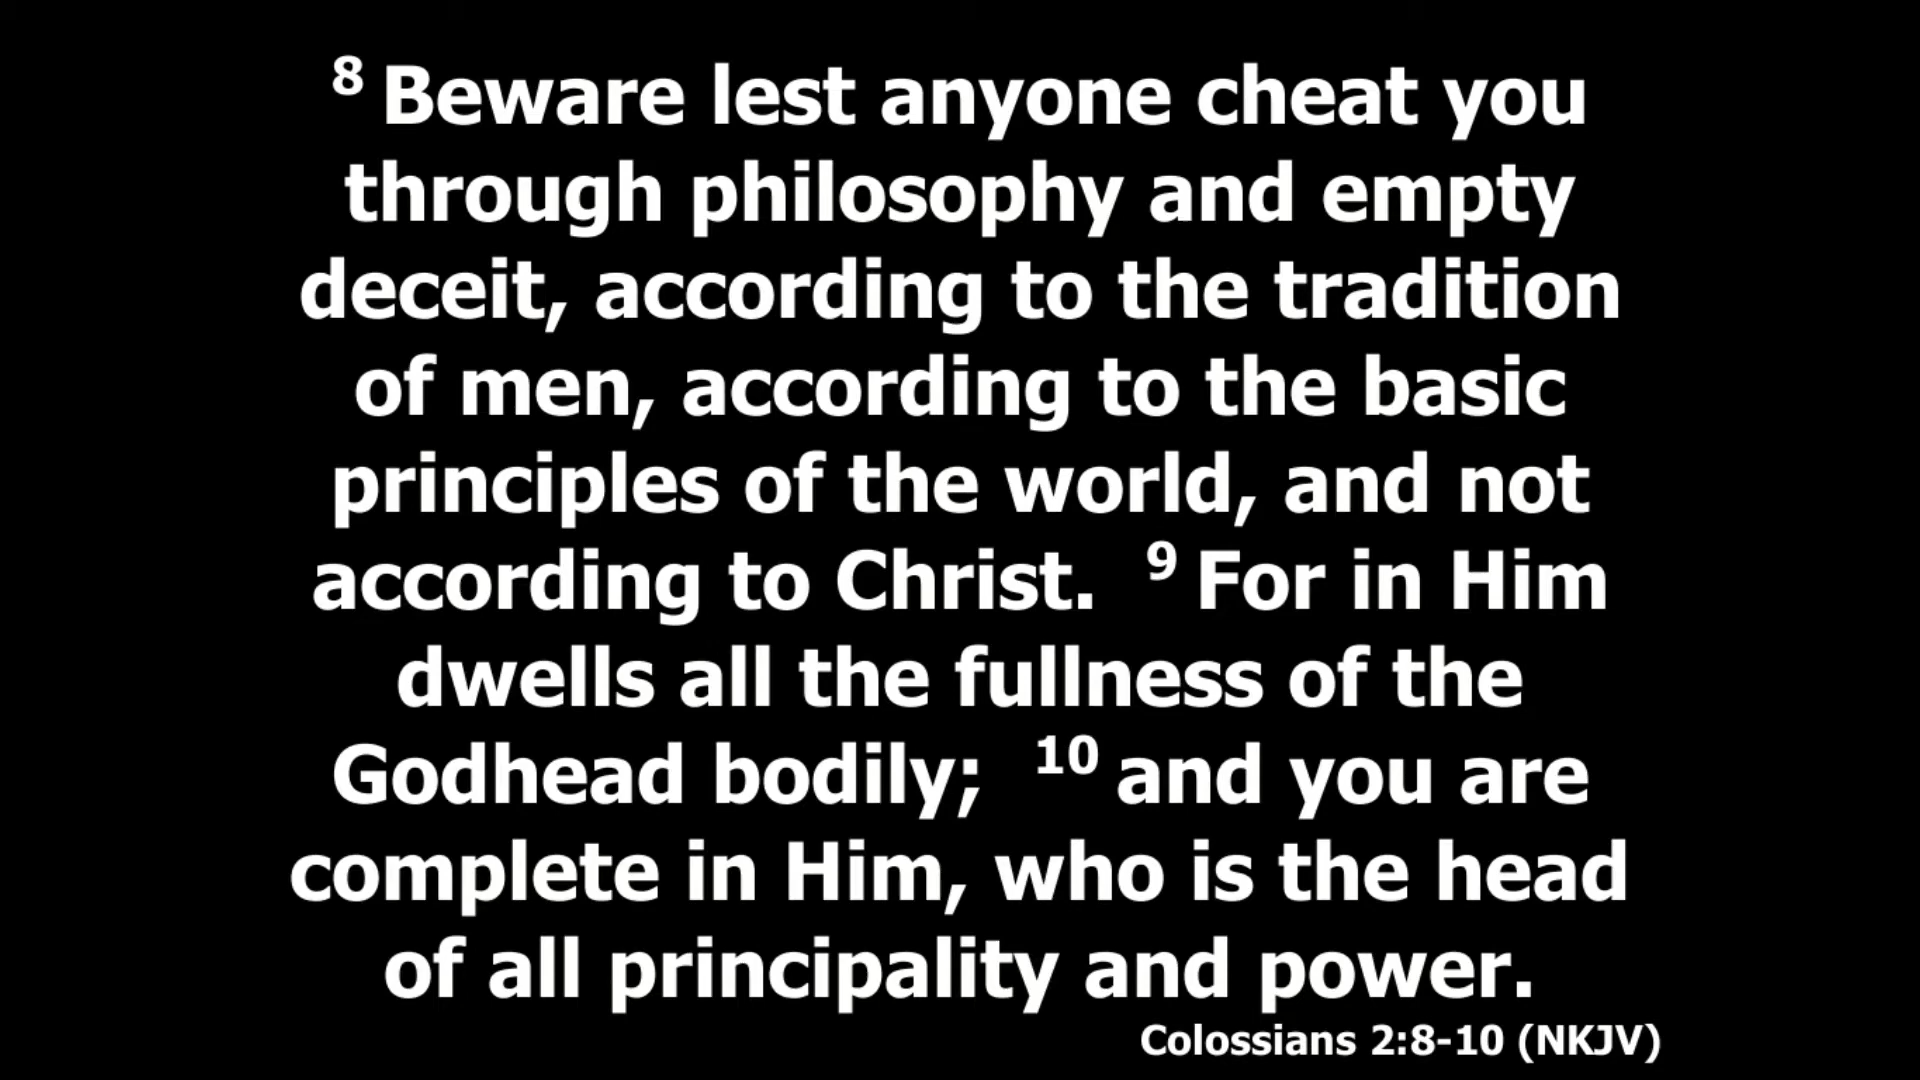 8 Beware lest anyone cheat you
through philosophy and empty
deceit, according to the tradition
of men, according to the basic
principles of the world, and not
according to Christ. 9 For in Him
dwells all the fullness of the
Godhead bodily; 10 and you are
complete in Him, who is the head
of all principality and power.
Colossians 2:8-10 (NKJV)